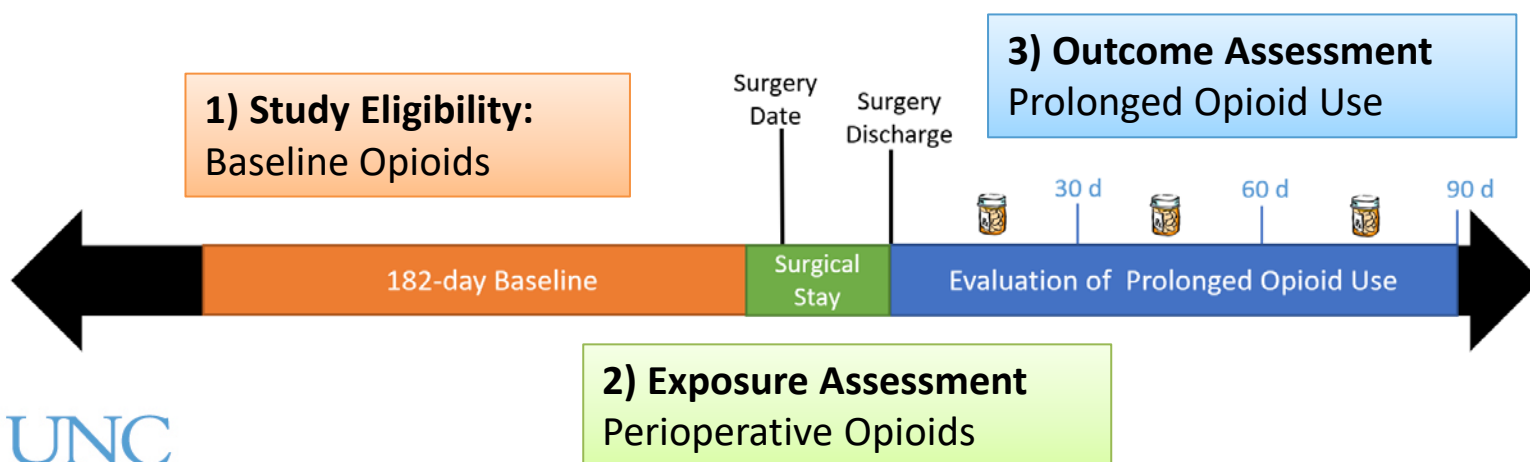 1) Study Eligibility:
Baseline Opioids
Surgery
Date
Surgery
Discharge
3) Outcome Assessment
Prolonged Opioid Use
30 d
60 d
90 d
182-day Baseline
Surgical
Stay
Evaluation of Prolonged Opioid Use
2) Exposure Assessment
Perioperative Opioids
UNC